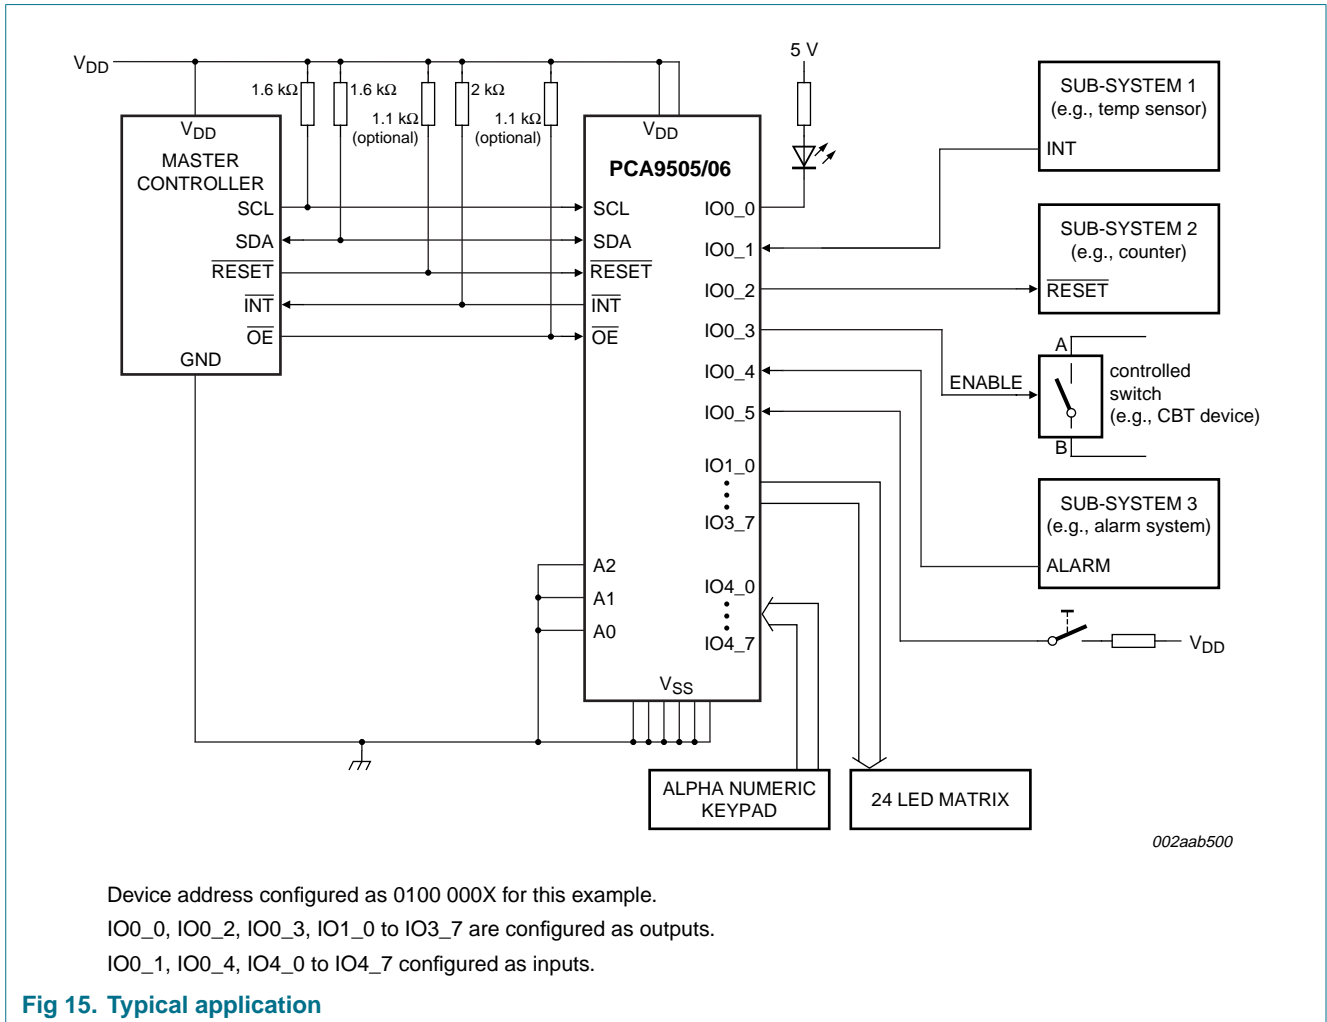 V_DD
5 V
1.6 kΩ
1.6 kΩ
1.1 kΩ
(optional)
2 kΩ
1.1 kΩ
(optional)
V_DD
MASTER
CONTROLLER
SCL
SDA
RESET
INT
OE
GND
V_DD
PCA9505/06
SCL
SDA
RESET
INT
OE
A2
A1
A0
V_SS
IO0_0
IO0_1
IO0_2
IO0_3
IO0_4
IO0_5
IO1_0
IO3_7
IO4_0
IO4_7
SUB-SYSTEM 1
(e.g., temp sensor)
INT
SUB-SYSTEM 2
(e.g., counter)
RESET
A
ENABLE
controlled
switch
(e.g., CBT device)
B
SUB-SYSTEM 3
(e.g., alarm system)
ALARM
V_DD
ALPHA NUMERIC
KEYPAD
24 LED MATRIX
002aab500
Device address configured as 0100 000X for this example.
IO0_0, IO0_2, IO0_3, IO1_0 to IO3_7 are configured as outputs.
IO0_1, IO0_4, IO4_0 to IO4_7 configured as inputs.
Fig 15. Typical application